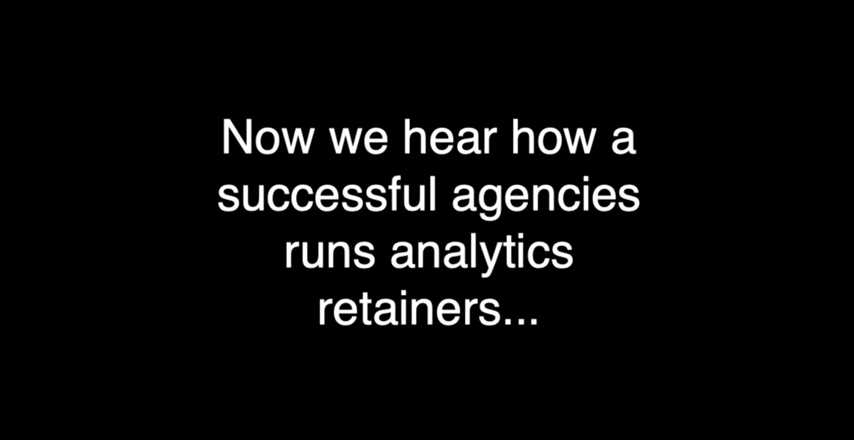 Now we hear how a
successful agencies
runs analytics
retainers...